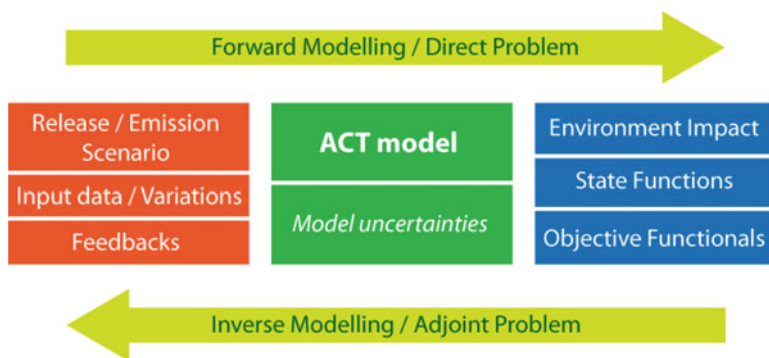 Forward Modelling / Direct Problem
Release / Emission
Scenario
Input data / Variations
Feedbacks
ACT model
Model uncertainties
Environment Impact
State Functions
Objective Functionals
Inverse Modelling / Adjoint Problem